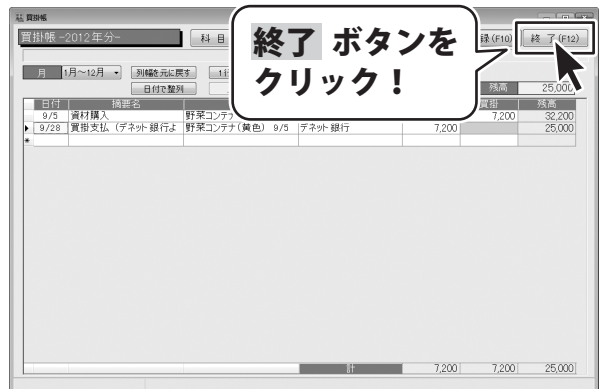 買掛帳
買掛帳 -2012年分-
科 目
録(F10)
終 了(F12)
終了 ボタンを
クリック！
月
1月～12月
列幅を元に戻す
日付で整列
残高
25,000
日付
摘要名
買掛
残高
9/5 資材購入 野菜コンテナ 7,200 32,200
9/28 買掛支払（デネット銀行よ 野菜コンテナ（黄色） 9/5 デネット銀行 7,200 25,000
計 7,200 7,200 25,000